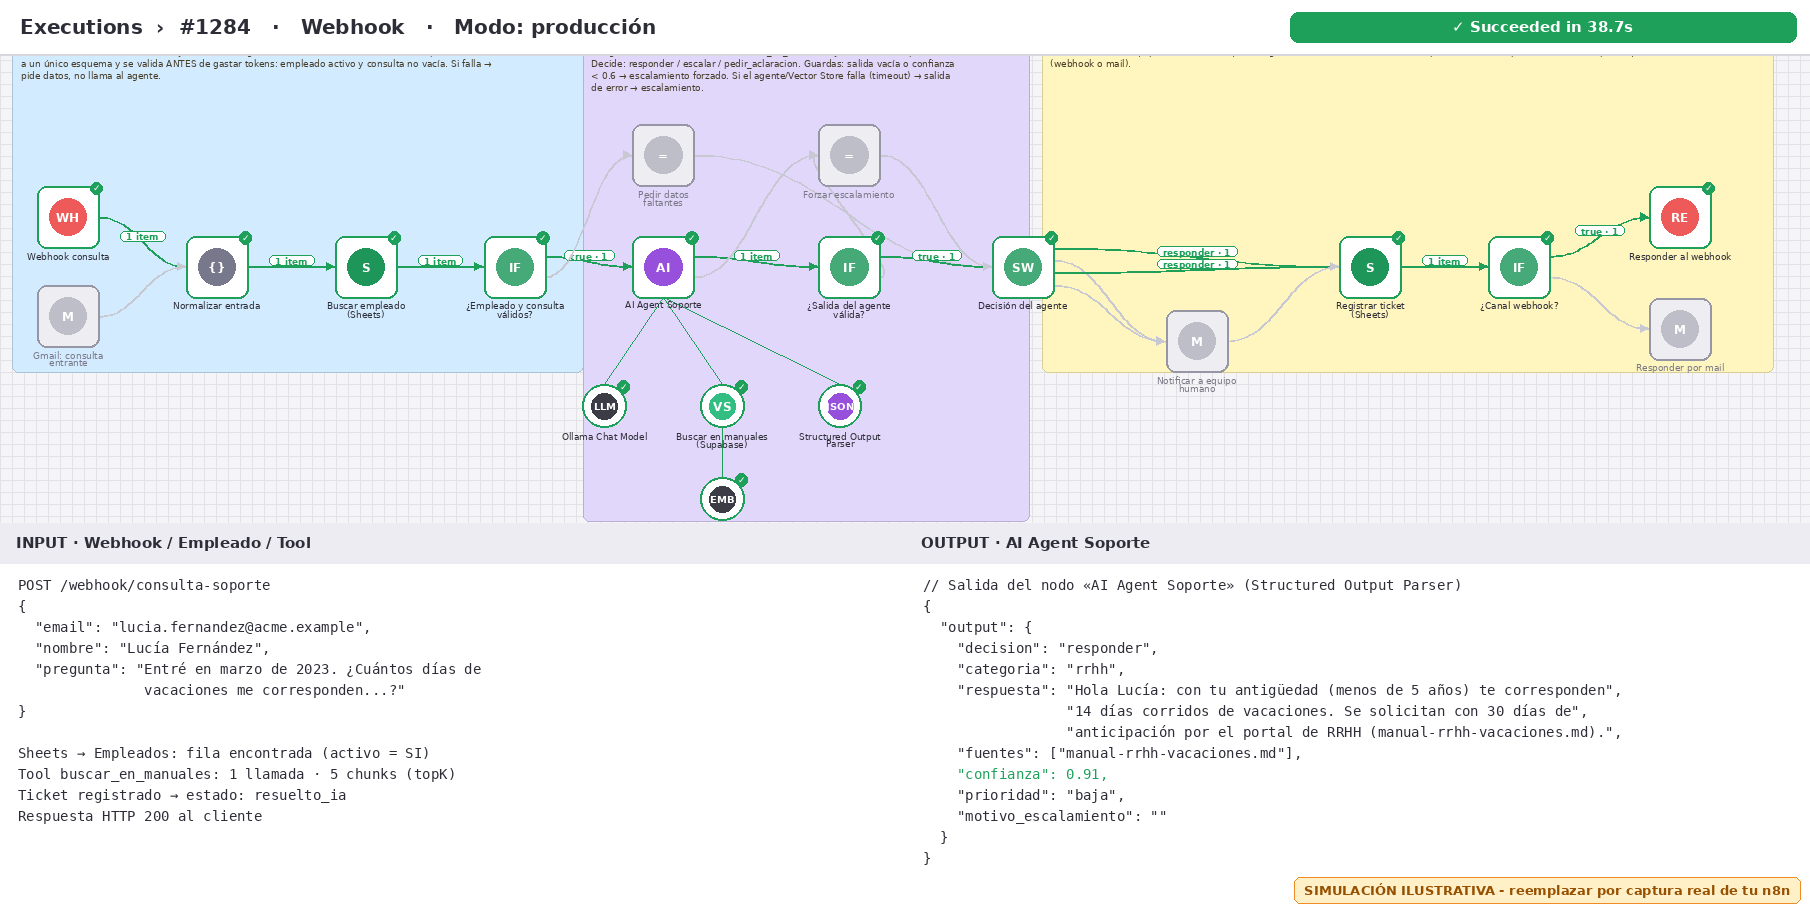 Executions › #1284 · Webhook · Modo: producción
✓ Succeeded in 38.7s
a un único esquema y se valida ANTES de gastar tokens: empleado activo y consulta no vacía. Si falla →
pide datos, no llama al agente.
Decide: responder / escalar / pedir_aclaracion. Guardas: salida vacía o confianza
< 0.6 → escalamiento forzado. Si el agente/Vector Store falla (timeout) → salida
de error → escalamiento.
(webhook o mail).
=
Pedir datos
faltantes
=
Forzar escalamiento
WH
Webhook consulta
1 item
M
Gmail: consulta
entrante
{}
Normalizar entrada
1 item
S
Buscar empleado
(Sheets)
1 item
IF
¿Empleado y consulta
válidos?
true · 1
AI
AI Agent Soporte
1 item
IF
¿Salida del agente
válida?
true · 1
SW
Decisión del agente
responder · 1
responder · 1
M
Notificar a equipo
humano
S
Registrar ticket
(Sheets)
1 item
IF
¿Canal webhook?
true · 1
RE
Responder al webhook
M
Responder por mail
LLM
Ollama Chat Model
VS
Buscar en manuales
(Supabase)
JSON
Structured Output
Parser
EMB
INPUT · Webhook / Empleado / Tool
POST /webhook/consulta-soporte
{
"email": "lucia.fernandez@acme.example",
"nombre": "Lucía Fernández",
"pregunta": "Entré en marzo de 2023. ¿Cuántos días de
vacaciones me corresponden...?"
}
Sheets → Empleados: fila encontrada (activo = SI)
Tool buscar_en_manuales: 1 llamada · 5 chunks (topK)
Ticket registrado → estado: resuelto_ia
Respuesta HTTP 200 al cliente
OUTPUT · AI Agent Soporte
// Salida del nodo «AI Agent Soporte» (Structured Output Parser)
{
"output": {
"decision": "responder",
"categoria": "rrhh",
"respuesta": "Hola Lucía: con tu antigüedad (menos de 5 años) te corresponden",
"14 días corridos de vacaciones. Se solicitan con 30 días de",
"anticipación por el portal de RRHH (manual-rrhh-vacaciones.md).",
"fuentes": ["manual-rrhh-vacaciones.md"],
"confianza": 0.91,
"prioridad": "baja",
"motivo_escalamiento": ""
}
}
SIMULACIÓN ILUSTRATIVA - reemplazar por captura real de tu n8n